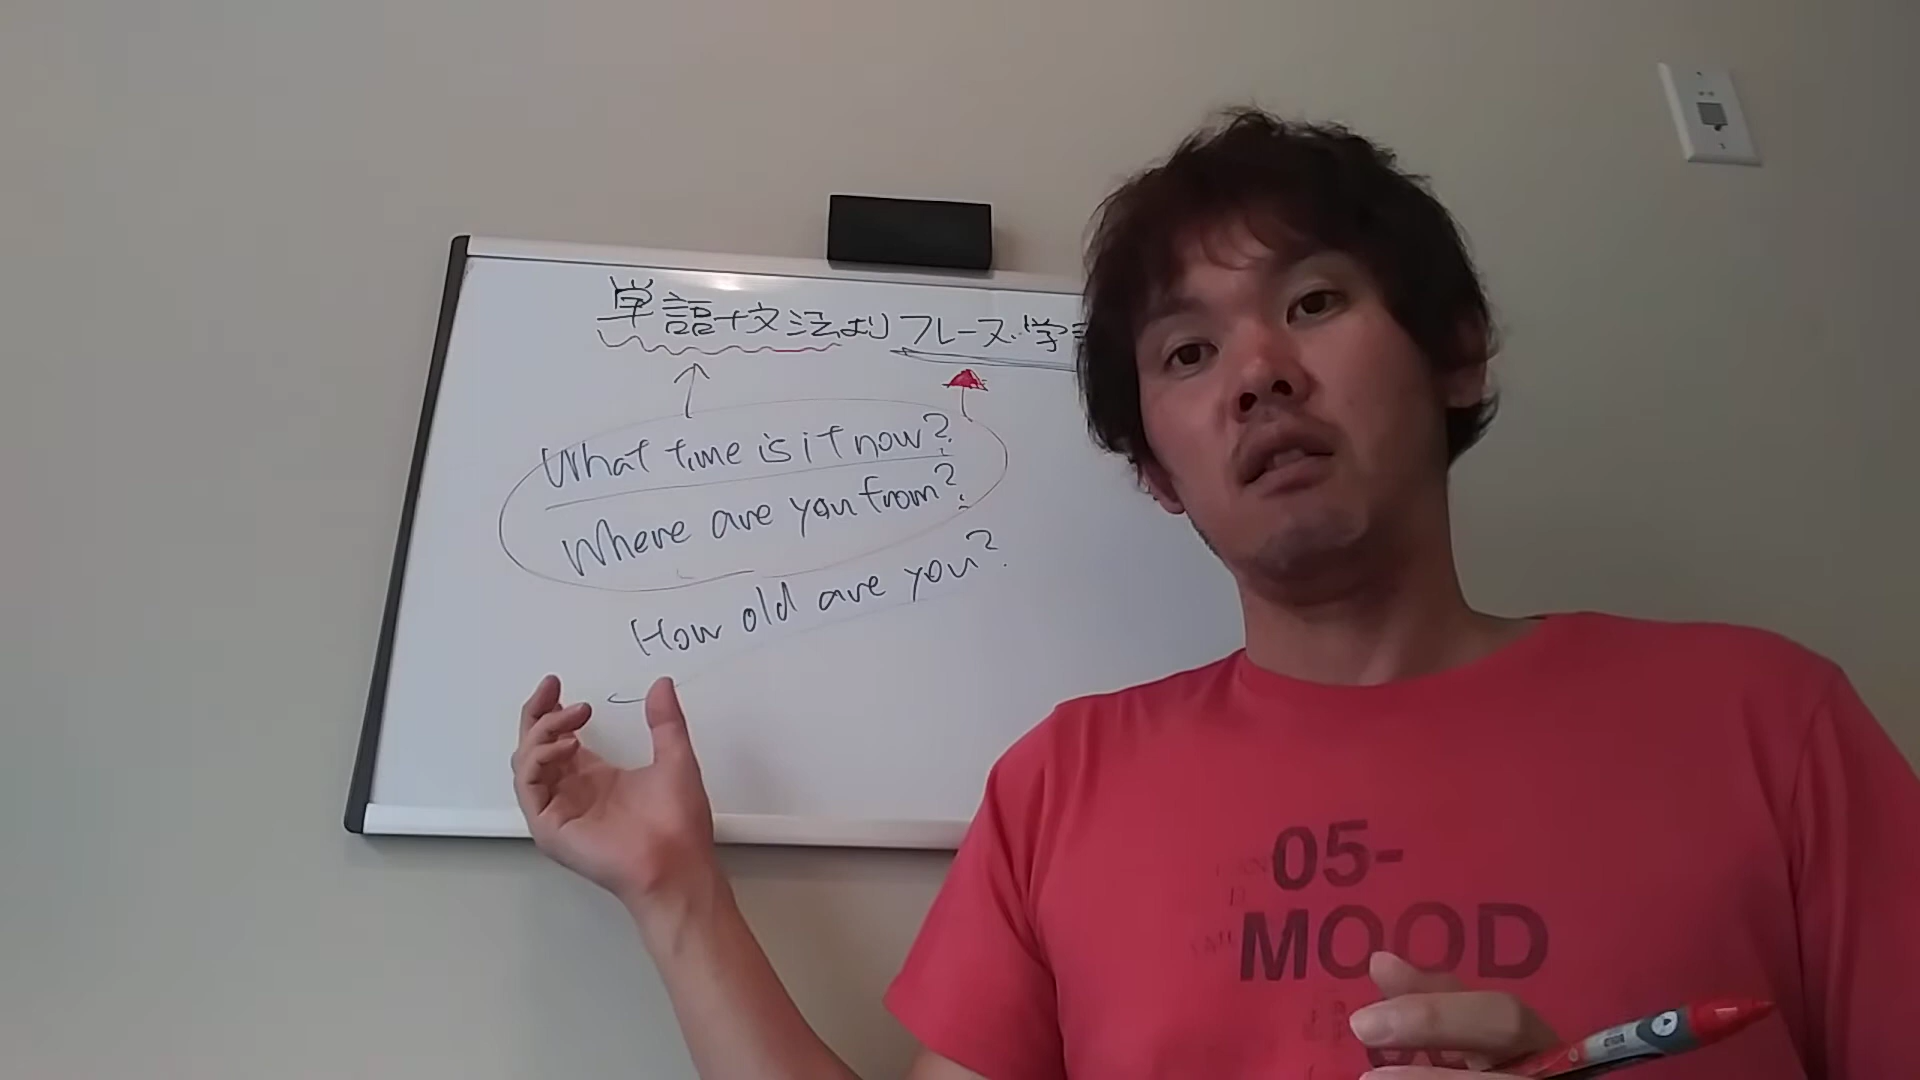 単語+文法よりフレーズ学
What time is it now?
Where are you from?
How old are you?
05-
MOOD